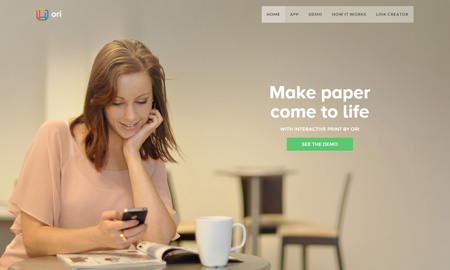 ori
HOME APP DEMO HOW IT WORKS LINK CREATOR
Make paper
come to life
WITH INTERACTIVE PRINT BY ORI
SEE THE DEMO